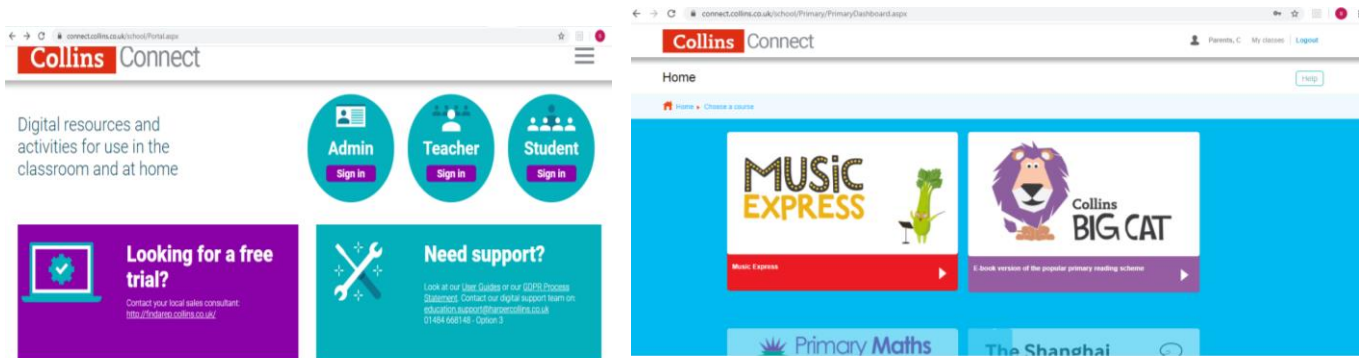 connect.collins.co.uk/school/Portal.aspx
Collins Connect
Digital resources and
activities for use in the
classroom and at home
Admin
Sign in
Teacher
Sign in
Student
Sign in
Looking for a free
trial?
Contact your local sales consultant:
http://findarep.collins.co.uk/
Need support?
Look at our User Guides or our GDPR Process
Statement. Contact our digital support team on:
education.support@harpercollins.co.uk
01484 668148 - Option 3
connect.collins.co.uk/school/Primary/PrimaryDashboard.aspx
Collins Connect
Parents, C My classes Logout
Home
Help
Home Choose a course
MUSIC
EXPRESS
Music Express
Collins
BIG CAT
E-book version of the popular primary reading scheme
Primary Maths
The Shanghai